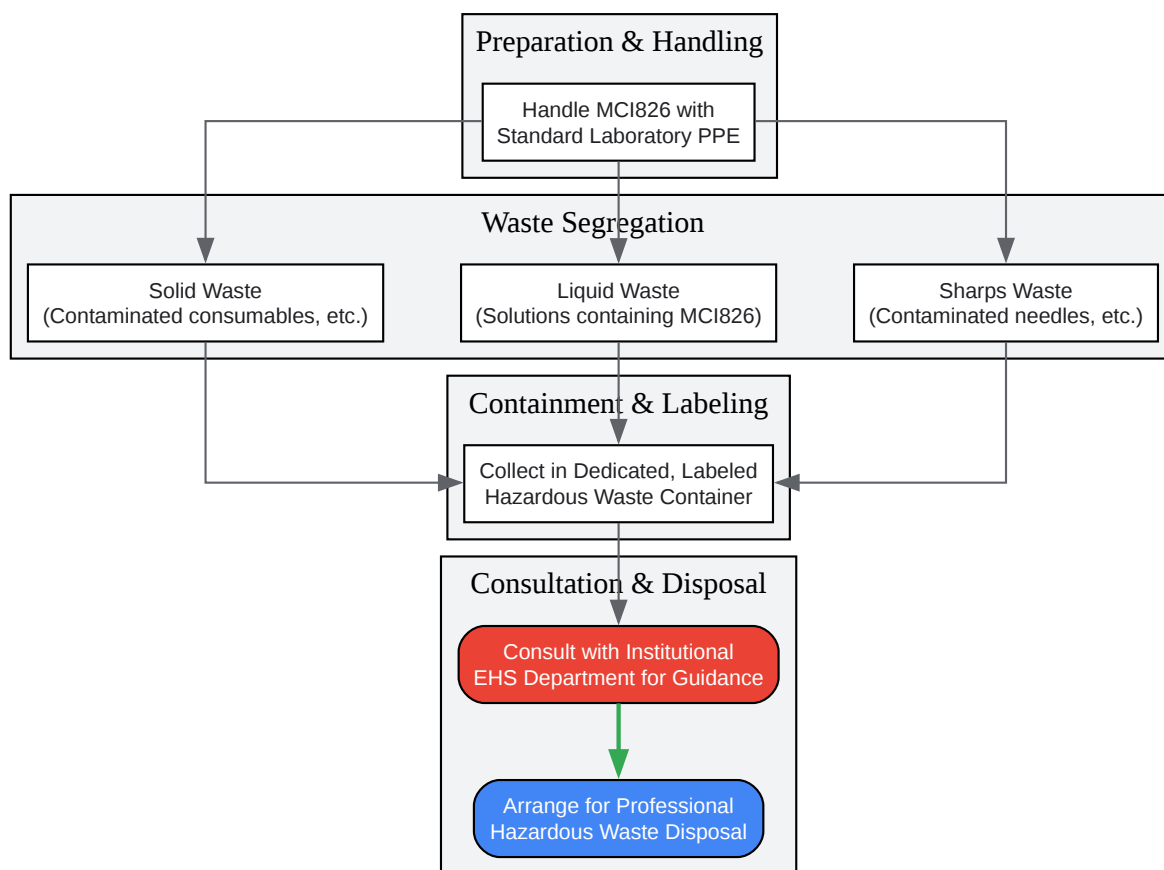 Preparation & Handling
Handle MCI826 with
Standard Laboratory PPE
Waste Segregation
Solid Waste
(Contaminated consumables, etc.)
Liquid Waste
(Solutions containing MCI826)
Sharps Waste
(Contaminated needles, etc.)
Containment & Labeling
Collect in Dedicated, Labeled
Hazardous Waste Container
Consultation & Disposal
Consult with Institutional
EHS Department for Guidance
Arrange for Professional
Hazardous Waste Disposal